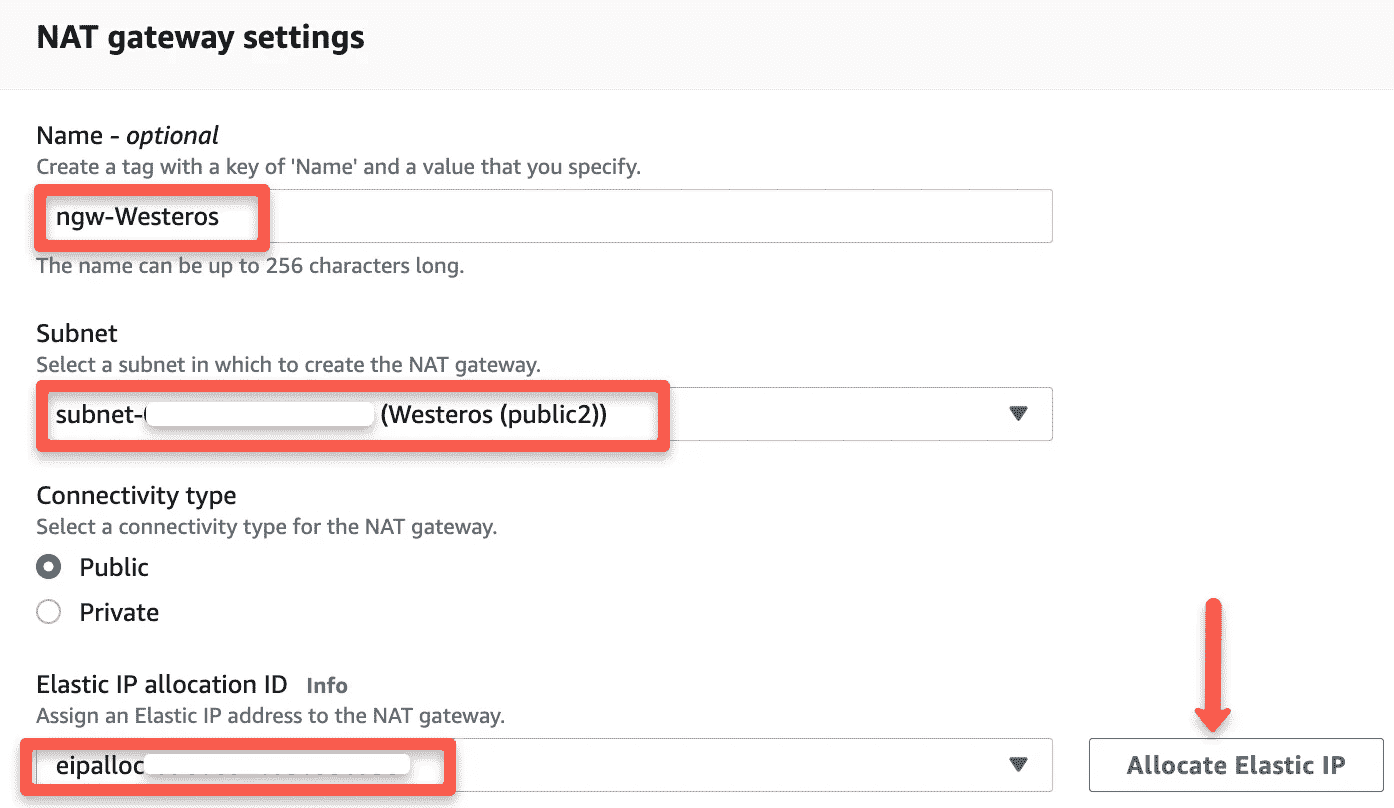 NAT gateway settings
Name - optional
Create a tag with a key of 'Name' and a value that you specify.
ngw-Westeros
The name can be up to 256 characters long.
Subnet
Select a subnet in which to create the NAT gateway.
subnet- (Westeros (public2))
Connectivity type
Select a connectivity type for the NAT gateway.
Public
Private
Elastic IP allocation ID Info
Assign an Elastic IP address to the NAT gateway.
eipalloc
Allocate Elastic IP